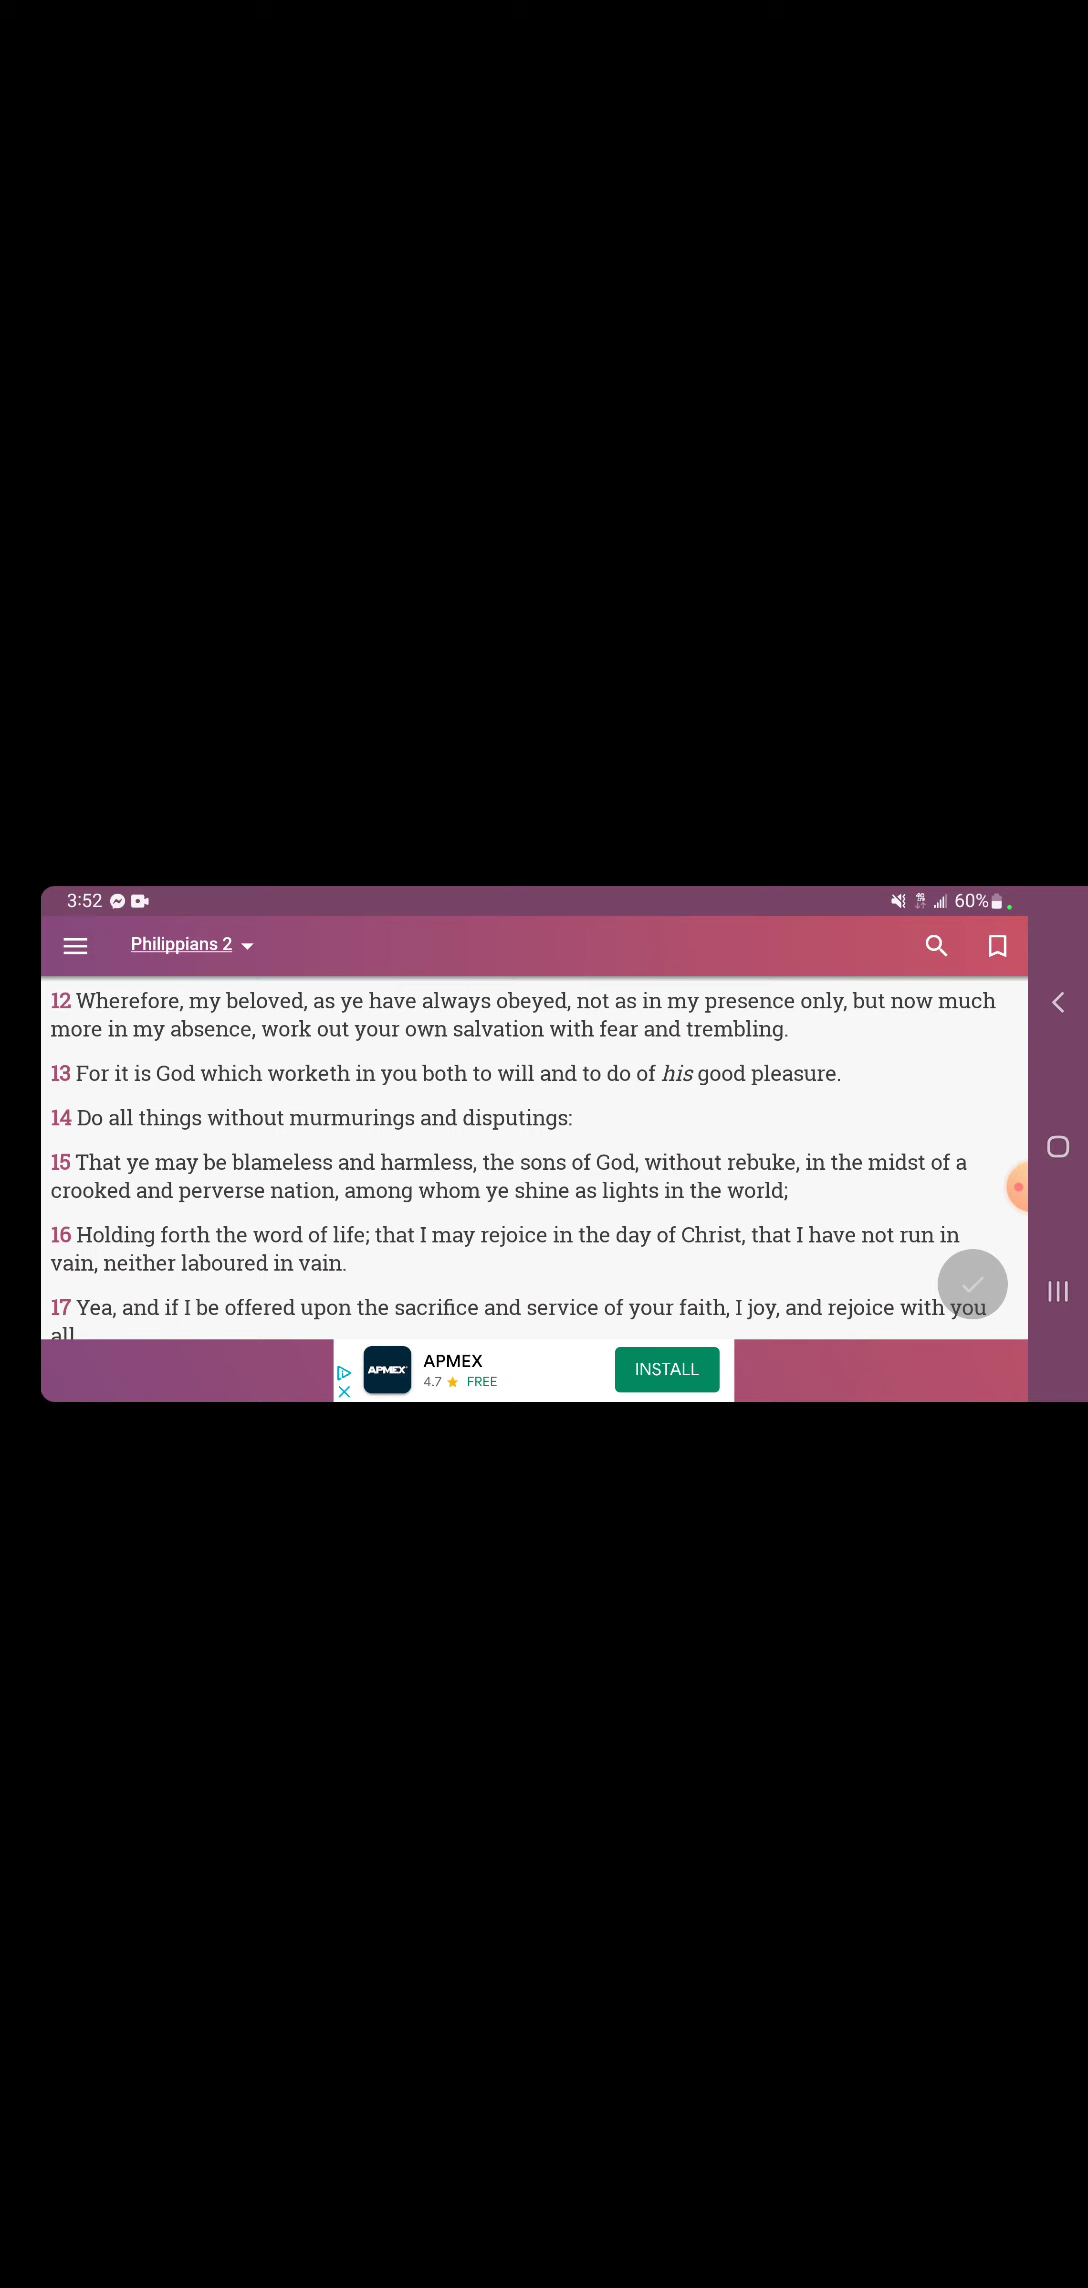 3:52
60%
Philippians 2
12 Wherefore, my beloved, as ye have always obeyed, not as in my presence only, but now much
more in my absence, work out your own salvation with fear and trembling.
13 For it is God which worketh in you both to will and to do of his good pleasure.
14 Do all things without murmurings and disputings:
15 That ye may be blameless and harmless, the sons of God, without rebuke, in the midst of a
crooked and perverse nation, among whom ye shine as lights in the world;
16 Holding forth the word of life; that I may rejoice in the day of Christ, that I have not run in
vain, neither laboured in vain.
17 Yea, and if I be offered upon the sacrifice and service of your faith, I joy, and rejoice with you
all
APMEX
APMEX
4.7 ★ FREE
INSTALL